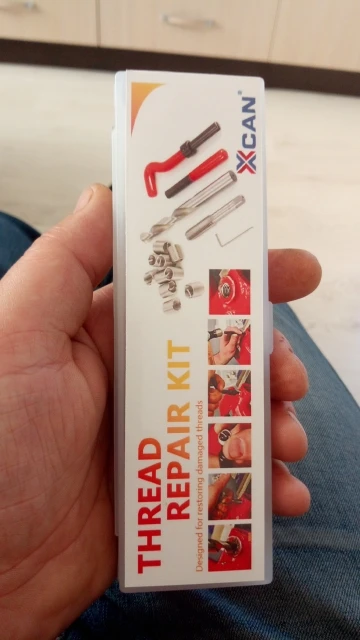 XCAN®
THREAD
REPAIR KIT
Designed for restoring damaged threads